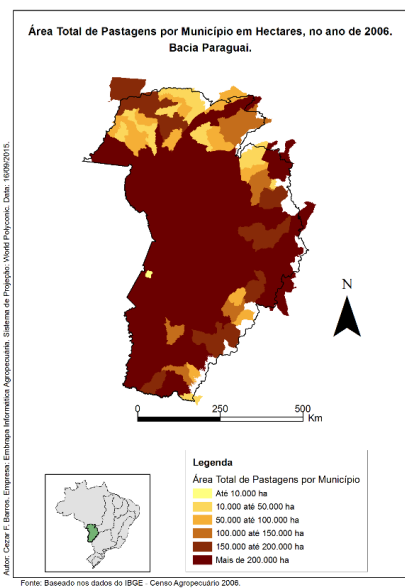 Área Total de Pastagens por Município em Hectares, no ano de 2006.
Bacia Paraguai.
Autor: Cezar F. Barros. Empresa: Embrapa Informática Agropecuária. Sistema de Projeção: World Polyconic. Data: 16/09/2015.
N
0 250 500
Km
Legenda
Área Total de Pastagens por Município
Até 10.000 ha
10.000 até 50.000 ha
50.000 até 100.000 ha
100.000 até 150.000 ha
150.000 até 200.000 ha
Mais de 200.000 ha
Fonte: Baseado nos dados do IBGE - Censo Agropecuário 2006.